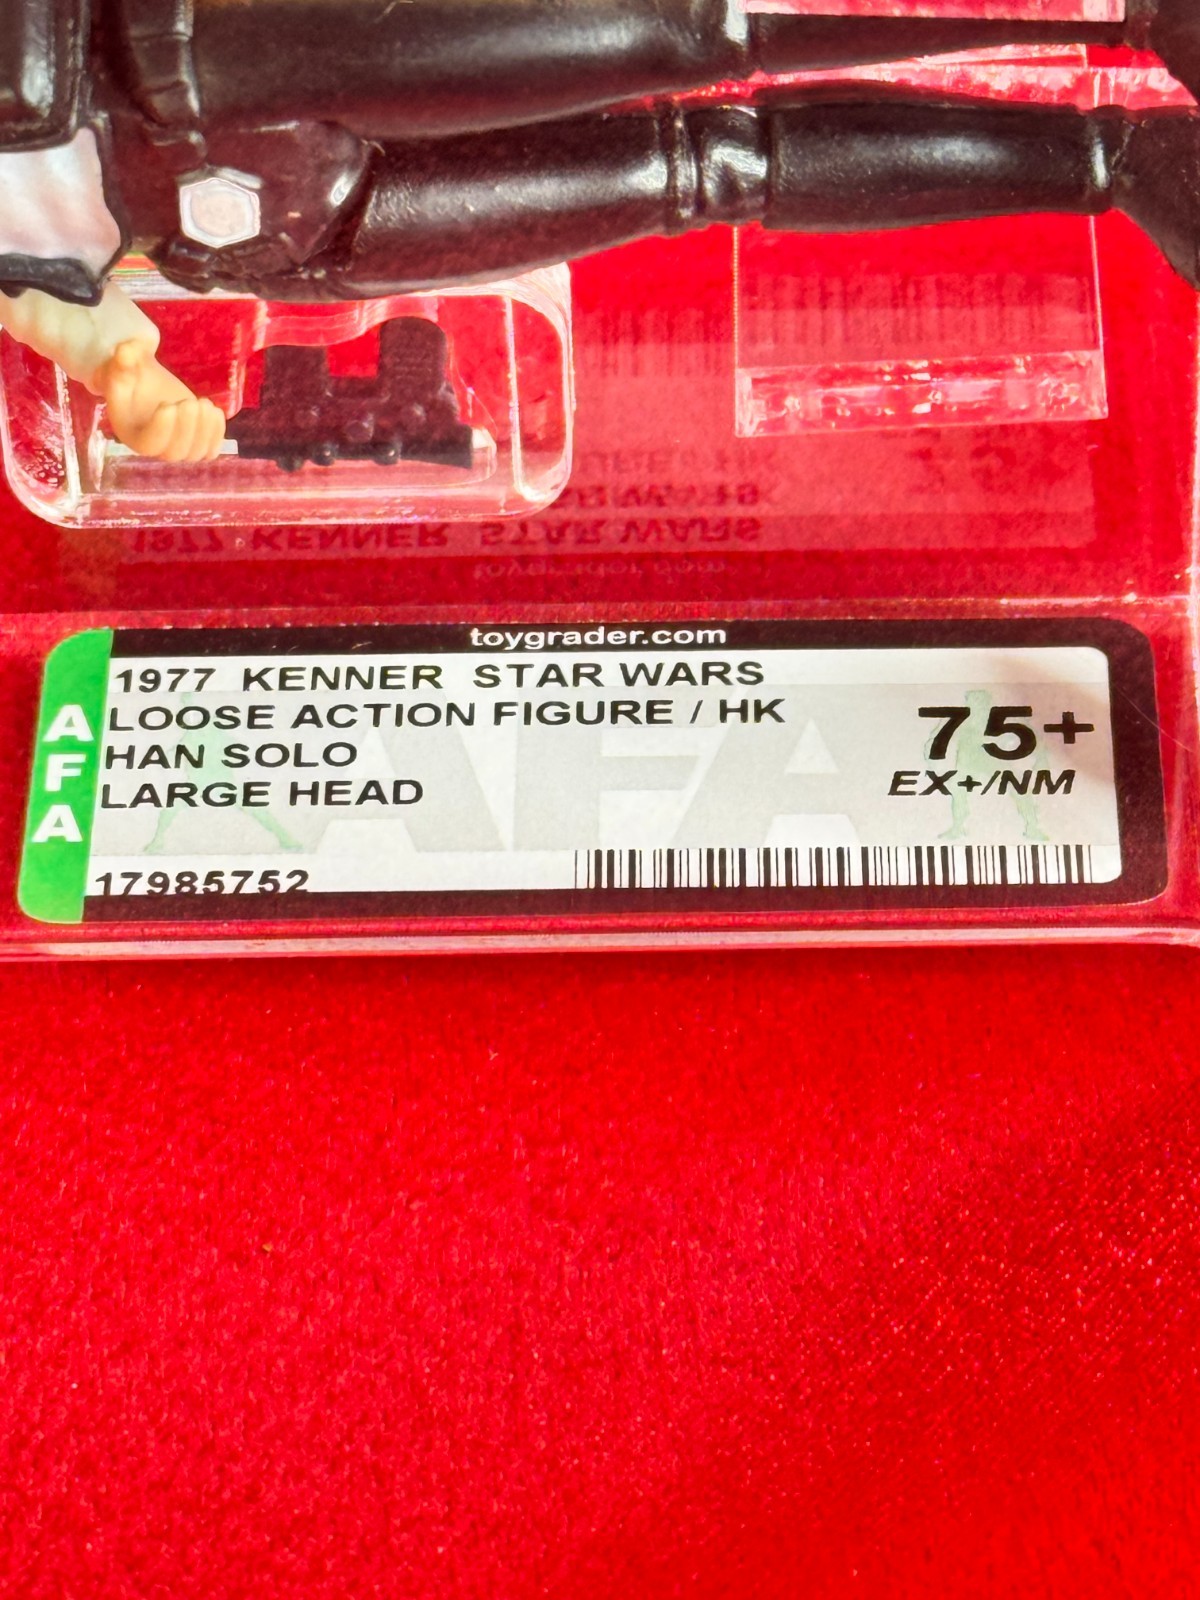 toygrader.com
AFA
1977 KENNER STAR WARS
LOOSE ACTION FIGURE / HK
HAN SOLO
LARGE HEAD
75+
EX+/NM
17985752